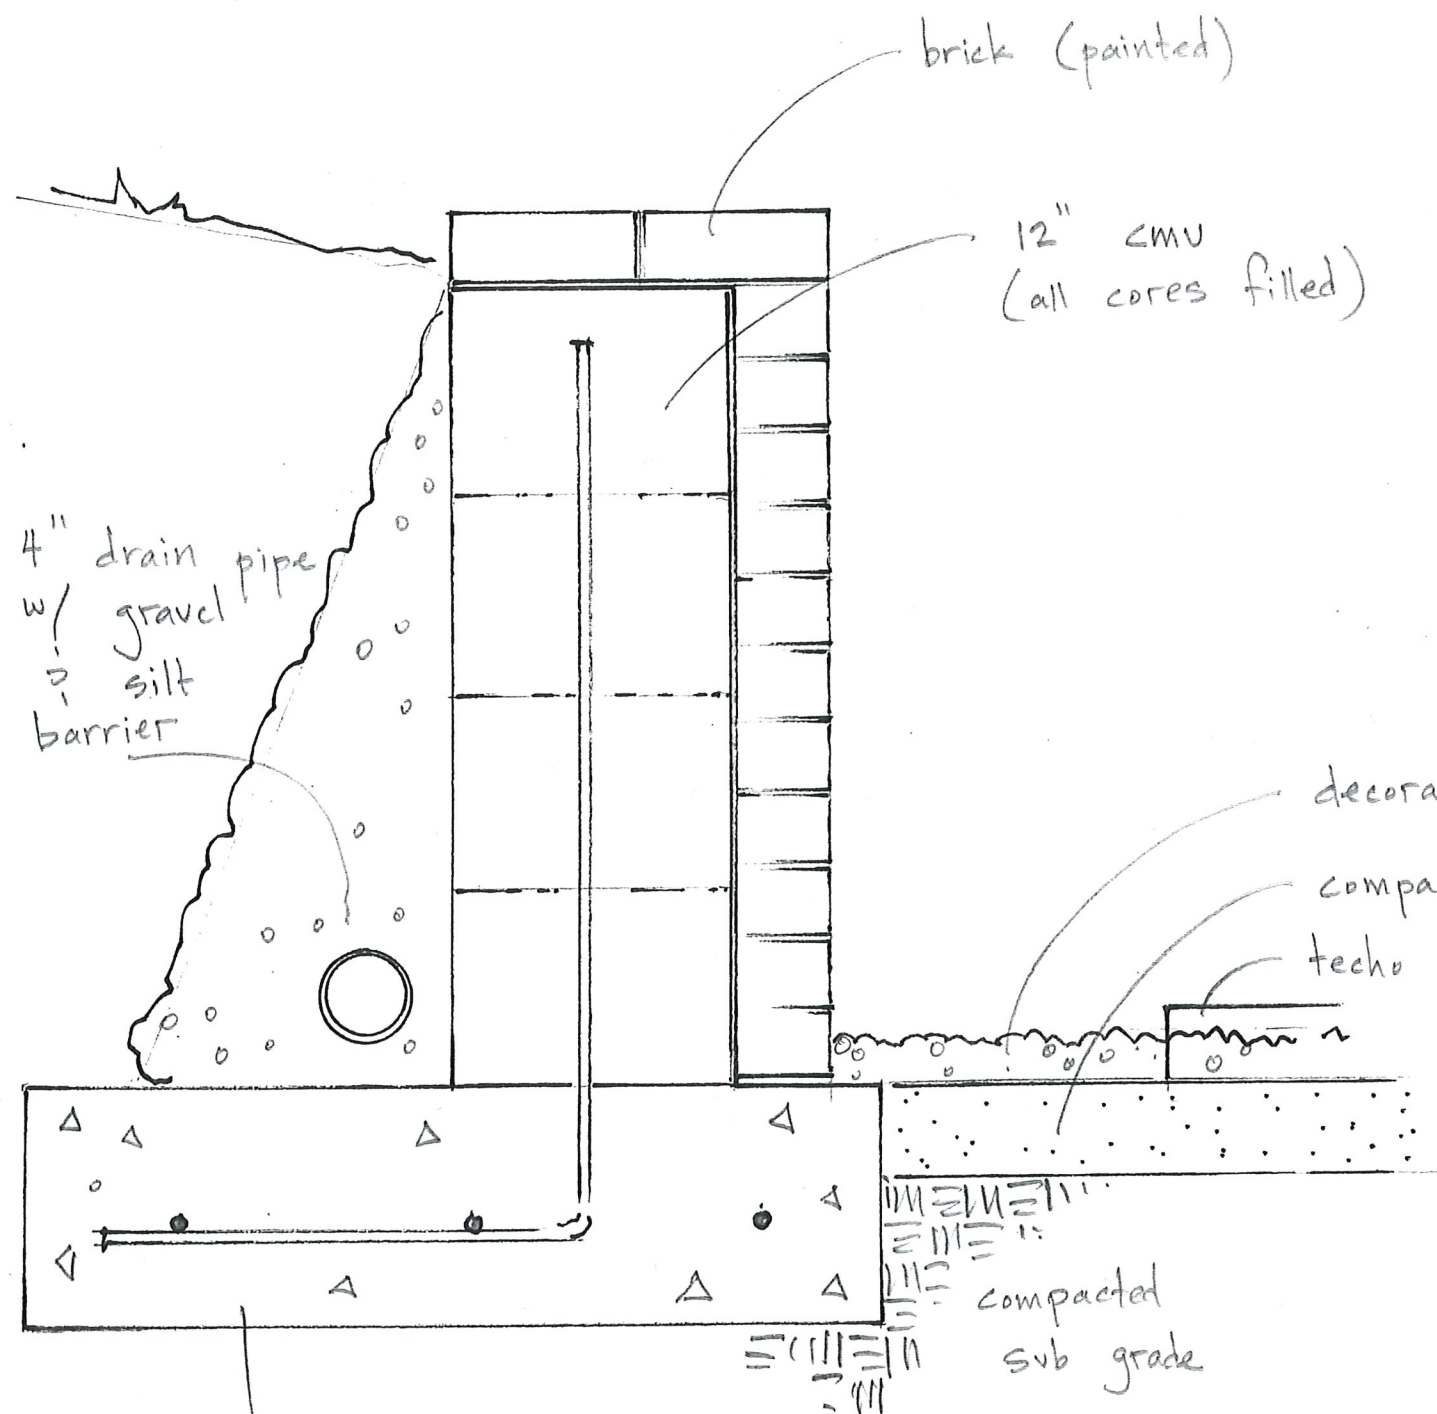 brick (painted)
12" cmu
(all cores filled)
4" drain pipe
w/ gravel
& silt
barrier
decora
compa
techo
compacted
sub grade